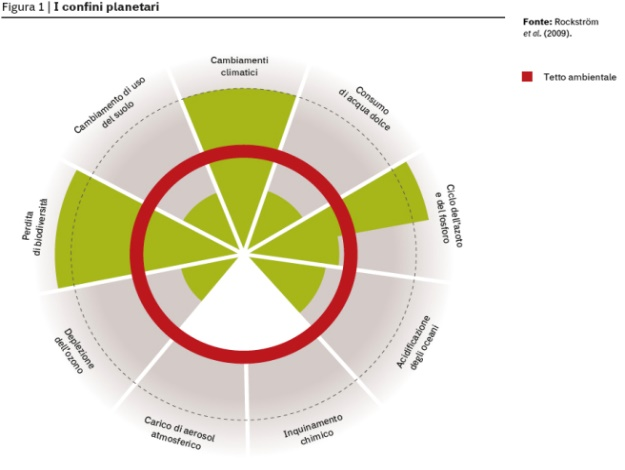 Figura 1 | I confini planetari
Fonte: Rockström
et al. (2009).
Tetto ambientale
Cambiamenti
climatici
Consumo
di acqua dolce
Ciclo dell'azoto
e del fosforo
Acidificazione
degli oceani
Inquinamento
chimico
Carico di aerosol
atmosferico
Deplezione
dell'ozono
Perdita
di biodiversità
Cambiamento di uso
del suolo